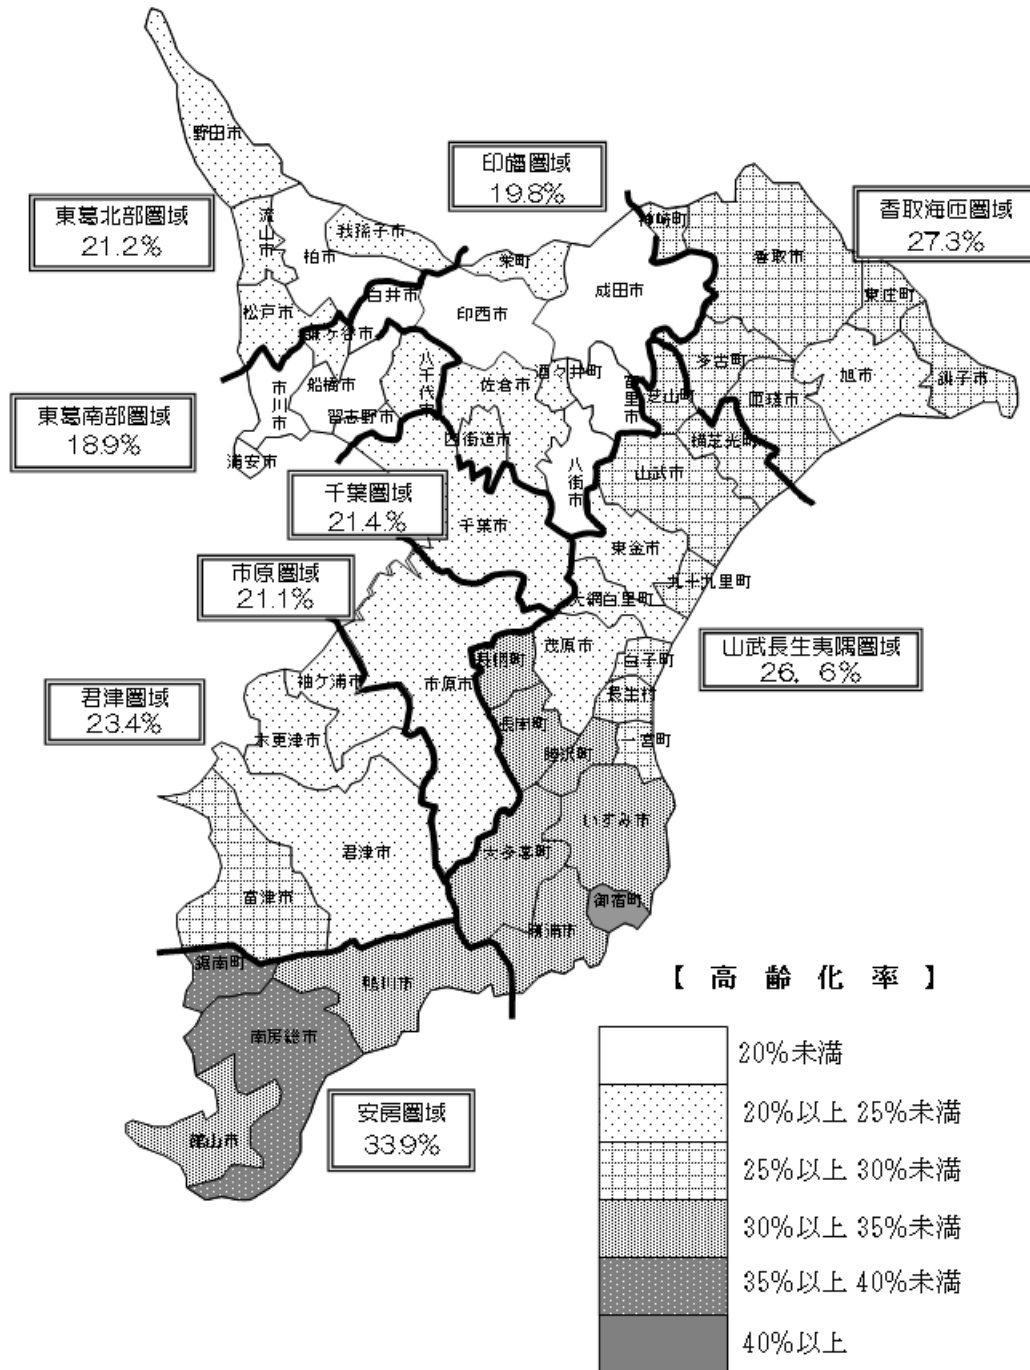 野田市
印旛圏域
19.8%
香取海匝圏域
27.3%
東葛北部圏域
21.2%
流山市
柏市
我孫子市
栄町
神崎町
香取市
成田市
東庄町
松戸市
白井市
印西市
鎌ケ谷市
船橋市
八千代市
佐倉市
酒々井町
富里市
芝山町
多古町
匝瑳市
旭市
銚子市
東葛南部圏域
18.9%
市川市
習志野市
四街道市
八街市
横芝光町
山武市
浦安市
千葉圏域
21.4%
千葉市
東金市
九十九里町
大網白里町
市原圏域
21.1%
山武長生夷隅圏域
26．6%
茂原市
白子町
長生村
一宮町
長柄町
長南町
睦沢町
市原市
袖ケ浦市
君津圏域
23.4%
木更津市
いすみ市
大多喜町
君津市
富津市
御宿町
勝浦市
鋸南町
鴨川市
南房総市
館山市
安房圏域
33.9%
【 高 齢 化 率 】
20%未満
20%以上 25%未満
25%以上 30%未満
30%以上 35%未満
35%以上 40%未満
40%以上